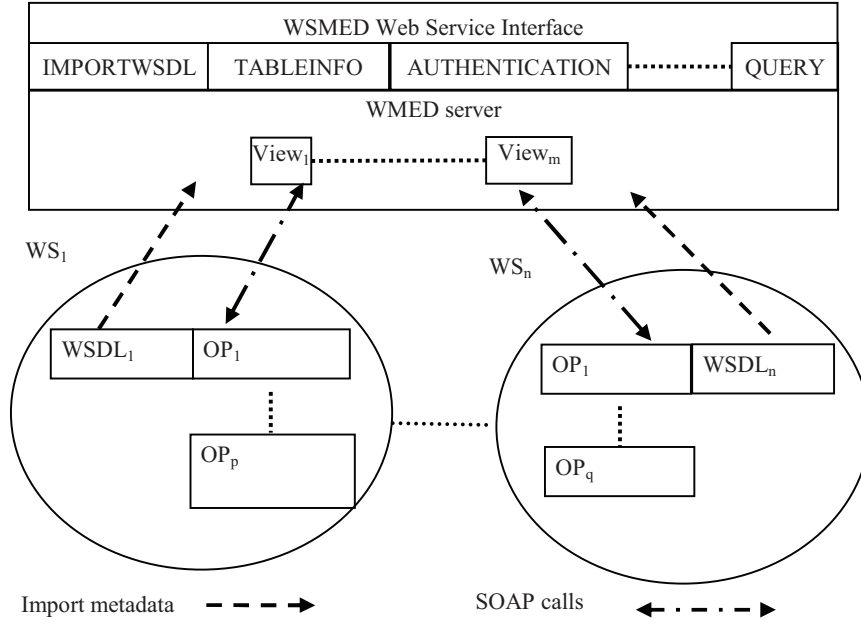 WSMED Web Service Interface
IMPORTWSDL TABLEINFO AUTHENTICATION QUERY
WMED server
View₁ Viewₘ
WS₁ WSₙ
WSDL₁ OP₁ OP₁ WSDLₙ
OPₚ OP_q
Import metadata SOAP calls